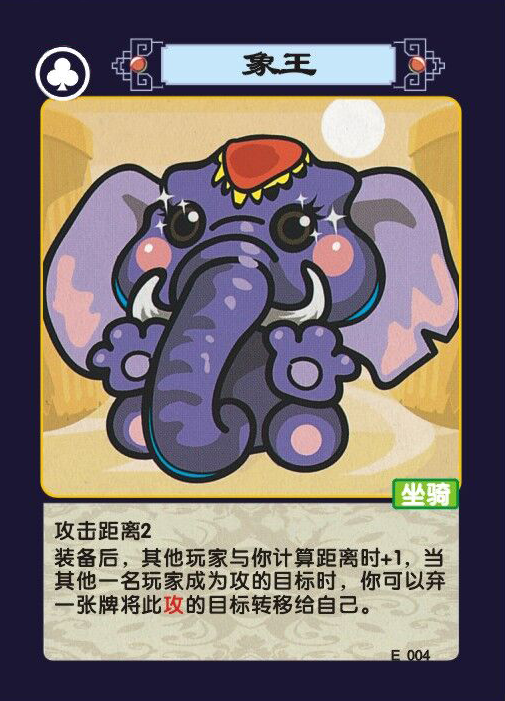 象王
坐骑
攻击距离2
装备后，其他玩家与你计算距离时+1，当
其他一名玩家成为攻的目标时，你可以弃
一张牌将此攻的目标转移给自己。
E 004